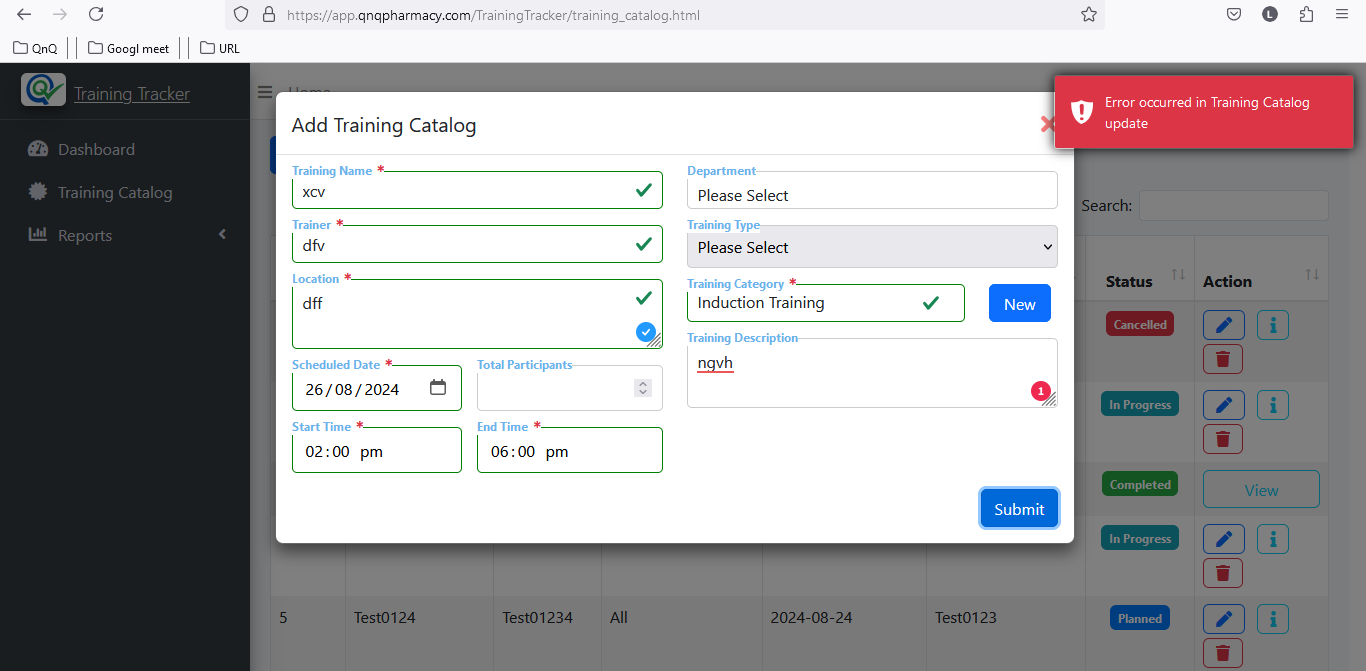 https://app.qnqpharmacy.com/TrainingTracker/training_catalog.html
L
QnQ
Googl meet
URL
Training Tracker
Home
Error occurred in Training Catalog
update
Dashboard
Training Catalog
Reports
Add Training Catalog
Training Name *
xcv
Department
Please Select
Trainer *
dfv
Training Type
Please Select
Location *
dff
Training Category *
Induction Training
New
Training Description
ngvh
1
Scheduled Date *
26/08/2024
Total Participants
Start Time *
02:00 pm
End Time *
06:00 pm
Submit
Search:
Status
Action
Cancelled
In Progress
Completed
View
In Progress
5 Test0124 Test01234 All 2024-08-24 Test0123 Planned